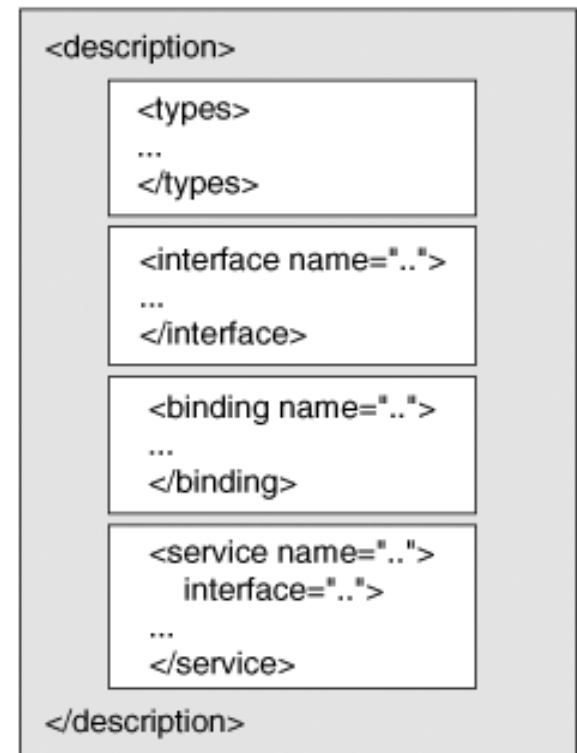 <description>
<types>
...
</types>
<interface name="..">
...
</interface>
<binding name="..">
...
</binding>
<service name="..">
interface="..">
...
</service>
</description>